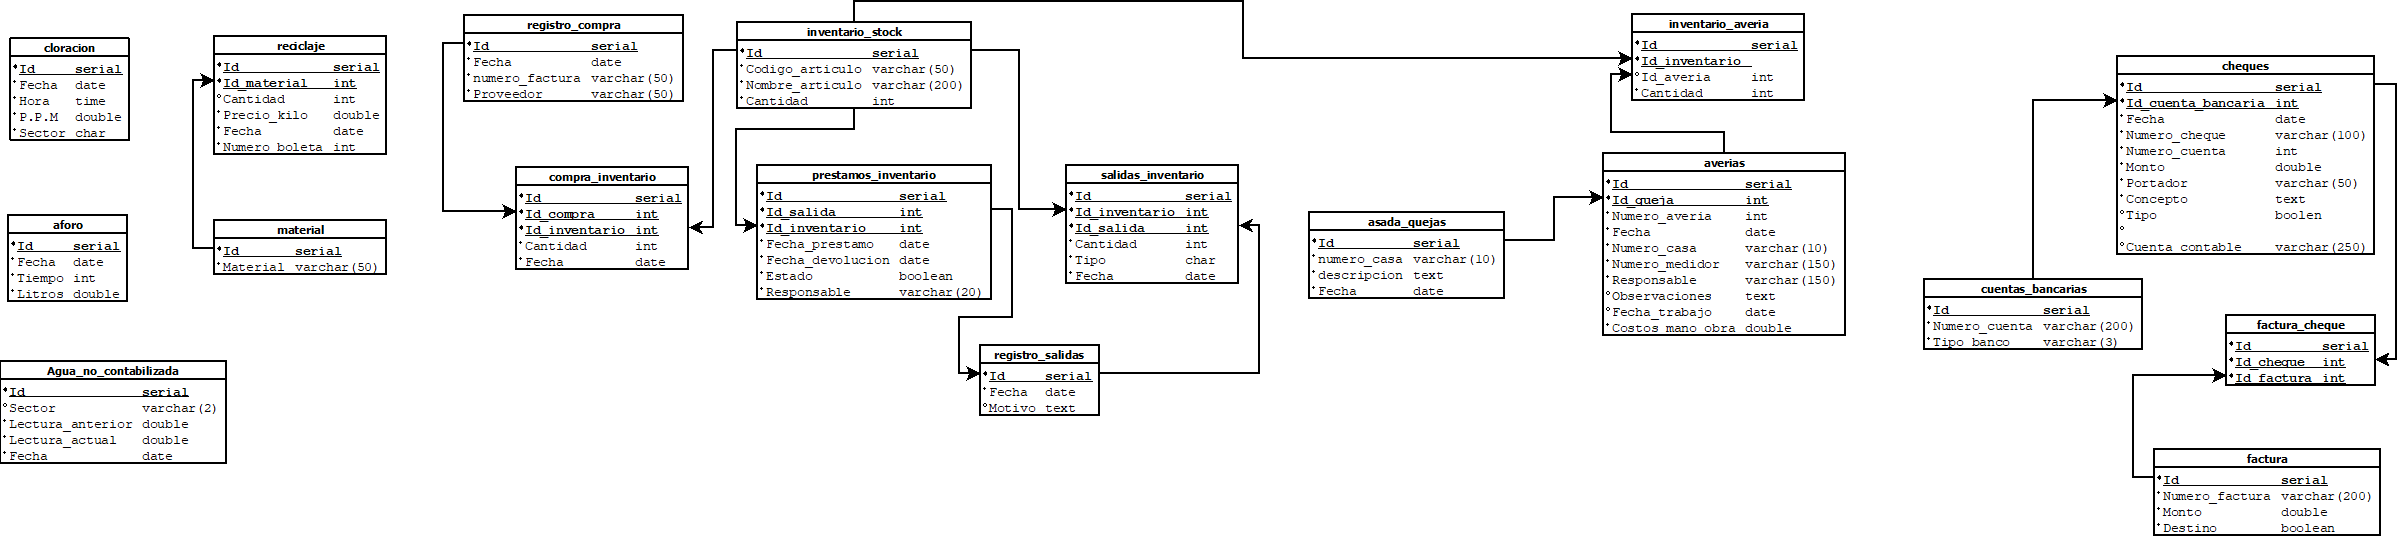 cloracion
Id serial
Fecha date
Hora time
P.P.M double
Sector char
reciclaje
Id serial
Id_material int
Cantidad int
Precio_kilo double
Fecha date
Numero_boleta int
registro_compra
Id serial
Fecha date
numero_factura varchar(50)
Proveedor varchar(50)
inventario_stock
Id serial
Codigo_articulo varchar(50)
Nombre_articulo varchar(200)
Cantidad int
inventario_averia
Id serial
Id_inventario
Id_averia int
Cantidad int
cheques
Id serial
Id_cuenta_bancaria int
Fecha date
Numero_cheque varchar(100)
Numero_cuenta int
Monto double
Portador varchar(50)
Concepto text
Tipo boolen
Cuenta_contable varchar(250)
aforo
Id serial
Fecha date
Tiempo int
Litros double
material
Id serial
Material varchar(50)
compra_inventario
Id serial
Id_compra int
Id_inventario int
Cantidad int
Fecha date
prestamos_inventario
Id serial
Id_salida int
Id_inventario int
Fecha_prestamo date
Fecha_devolucion date
Estado boolean
Responsable varchar(20)
salidas_inventario
Id serial
Id_inventario int
Id_salida int
Cantidad int
Tipo char
Fecha date
asada_quejas
Id serial
numero_casa varchar(10)
descripcion text
Fecha date
averias
Id serial
Id_queja int
Numero_averia int
Fecha date
Numero_casa varchar(10)
Numero_medidor varchar(150)
Responsable varchar(150)
Observaciones text
Fecha_trabajo date
Costos_mano_obra double
cuentas_bancarias
Id serial
Numero_cuenta varchar(200)
Tipo_banco varchar(3)
factura_cheque
Id serial
Id_cheque int
Id_factura int
Agua_no_contabilizada
Id serial
Sector varchar(2)
Lectura_anterior double
Lectura_actual double
Fecha date
registro_salidas
Id serial
Fecha date
Motivo text
factura
Id serial
Numero_factura varchar(200)
Monto double
Destino boolean